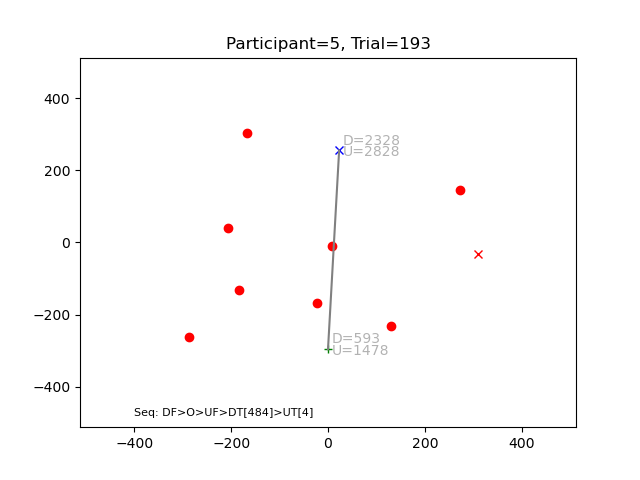 Participant=5, Trial=193
400
200
0
−200
−400
D=2328
U=2828
D=593
U=1478
Seq: DF>O>UF>DT[484]>UT[4]
−400
−200
0
200
400